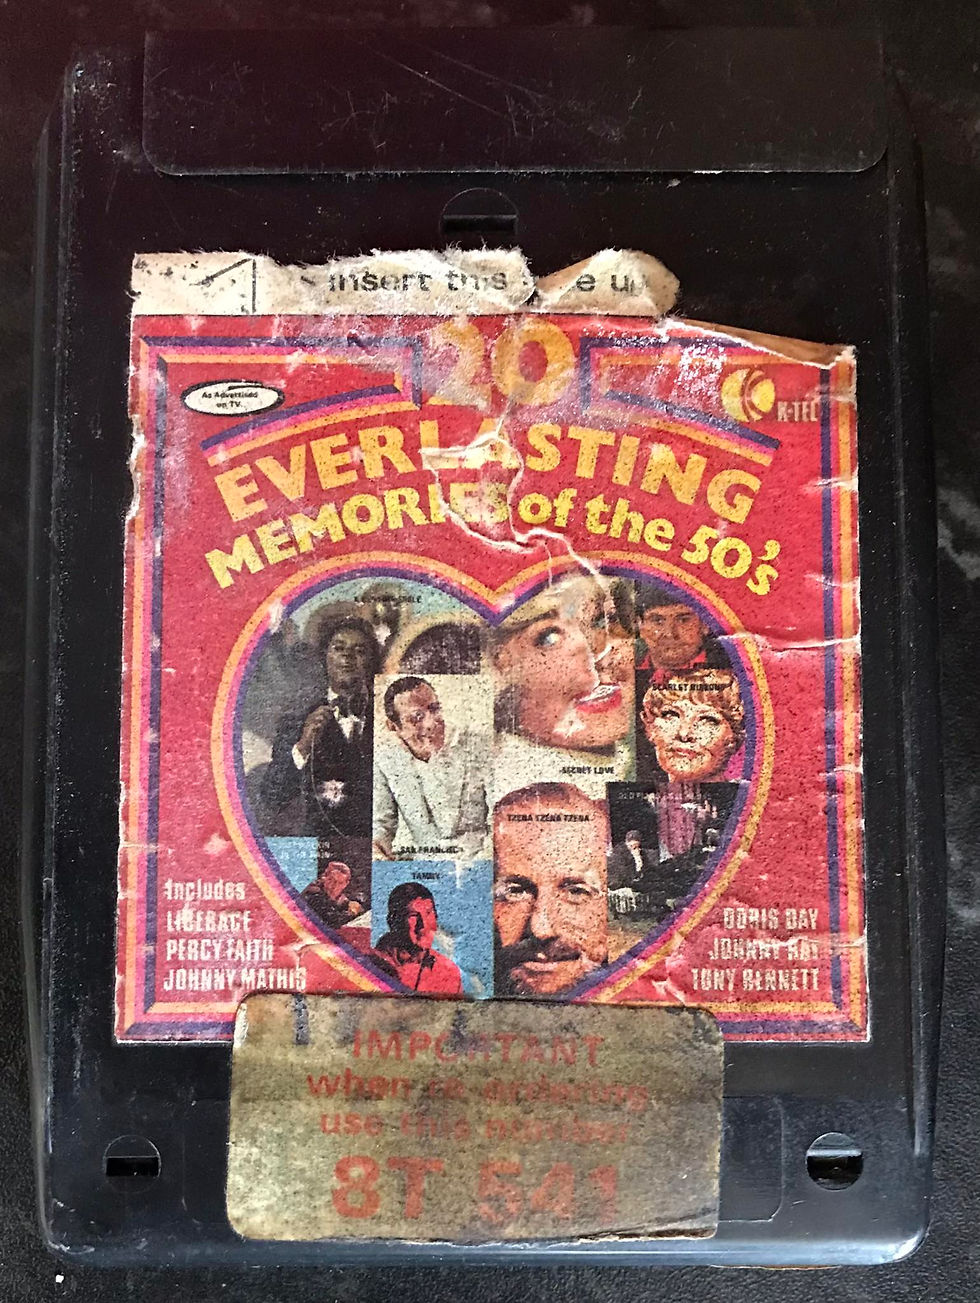 insert this
20
As Advertised
on TV.
K-TEL
EVERLASTING
MEMORIES of the 50's
SCARLET RIBBONS
SECRET LOVE
TZENA TZENA TZENA
SAN FRANCISCO
TAMMY
Includes
LIBERACE
PERCY FAITH
JOHNNY MATHIS
DORIS DAY
JOHNNY RAY
TONY BENNETT
IMPORTANT
when re ordering
use this number
8T 541